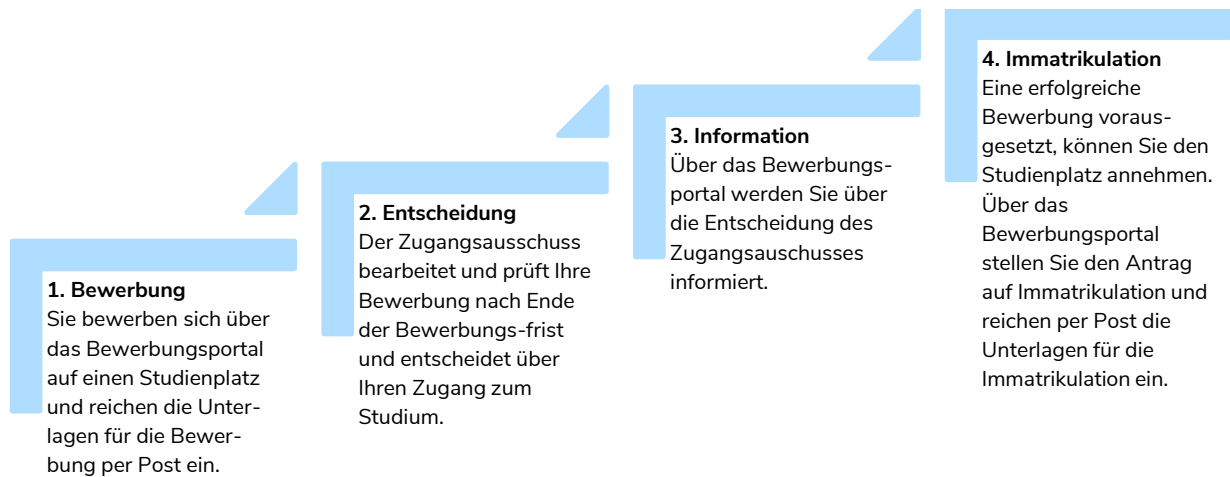 1. Bewerbung
Sie bewerben sich über
das Bewerbungsportal
auf einen Studienplatz
und reichen die Unter-
lagen für die Bewer-
bung per Post ein.
2. Entscheidung
Der Zugangsausschuss
bearbeitet und prüft Ihre
Bewerbung nach Ende
der Bewerbungs-frist
und entscheidet über
Ihren Zugang zum
Studium.
3. Information
Über das Bewerbungs-
portal werden Sie über
die Entscheidung des
Zugangsauschusses
informiert.
4. Immatrikulation
Eine erfolgreiche
Bewerbung voraus-
gesetzt, können Sie den
Studienplatz annehmen.
Über das
Bewerbungsportal
stellen Sie den Antrag
auf Immatrikulation und
reichen per Post die
Unterlagen für die
Immatrikulation ein.